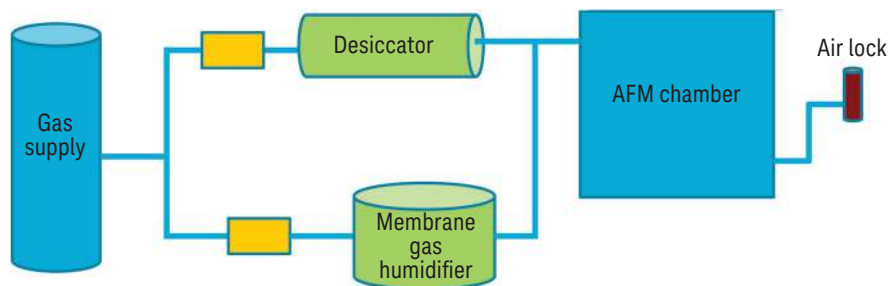 Desiccator
Air lock
AFM chamber
Gas
supply
Membrane
gas
humidifier